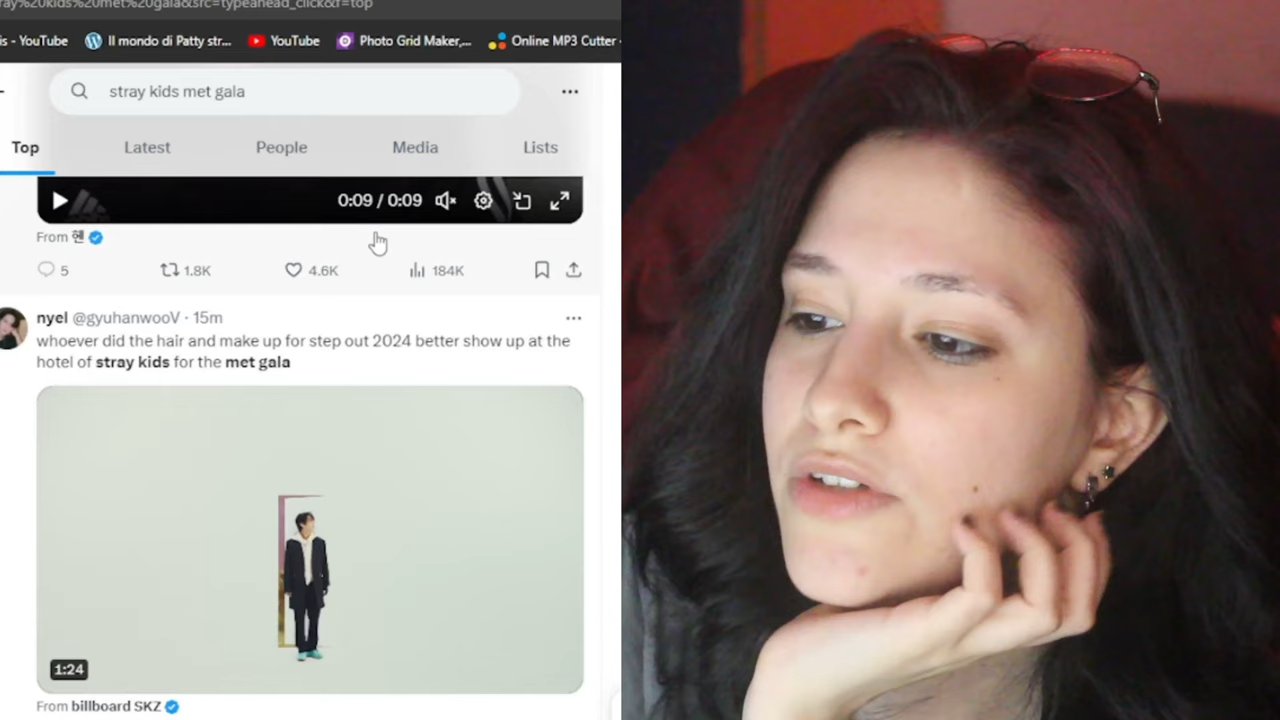 ray%20kids%20met%20gala&src=typeahead_click&f=top
is - YouTube Il mondo di Patty str... YouTube Photo Grid Maker,... Online MP3 Cutter
stray kids met gala
Top Latest People Media Lists
0:09 / 0:09
From 헨
5 1.8K 4.6K 184K
nyel @gyuhanwooV · 15m
whoever did the hair and make up for step out 2024 better show up at the
hotel of stray kids for the met gala
1:24
From billboard SKZ